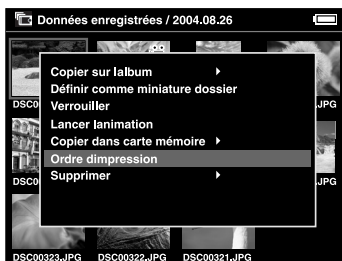 Données enregistrées / 2004.08.26
Copier sur lalbum
Définir comme miniature dossier
DSC0
.JPG
Verrouiller
Lancer lanimation
Copier dans carte mémoire
Ordre dimpression
DSC0
JPG
Supprimer
DSC00323.JPG DSC00322.JPG DSC00321.JPG